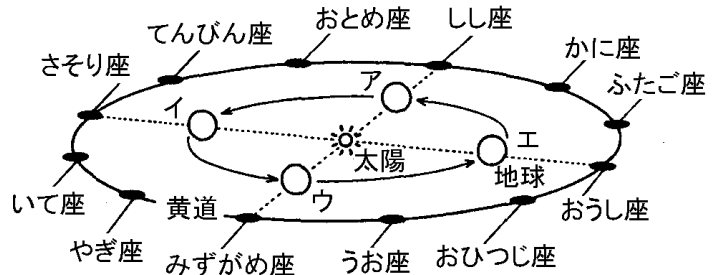 おとめ座
しし座
てんびん座
かに座
さそり座
ふたご座
ア
イ
エ
太陽
地球
ウ
いて座
黄道
おうし座
やぎ座
みずがめ座
うお座
おひつじ座